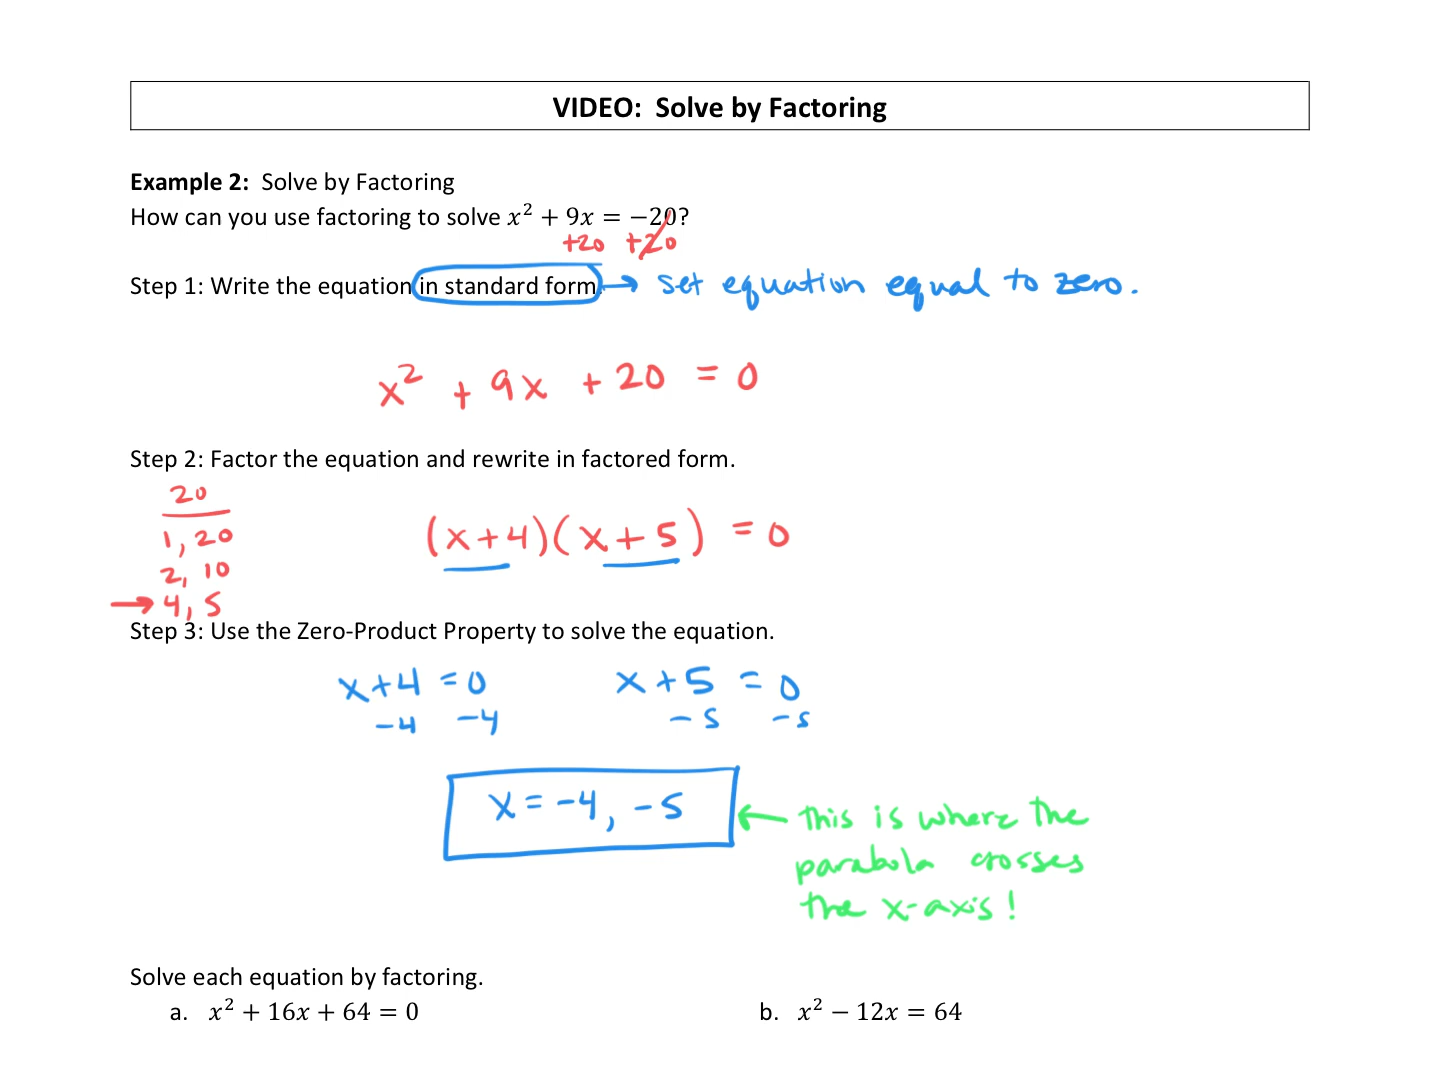 VIDEO:  Solve by Factoring
Example 2:  Solve by Factoring
How can you use factoring to solve x² + 9x = −20?
+20 +20
Step 1: Write the equation in standard form. → set equation equal to zero.
x² + 9x + 20 = 0
Step 2: Factor the equation and rewrite in factored form.
20
1, 20
2, 10
→ 4, 5
(x+4)(x+5) = 0
Step 3: Use the Zero-Product Property to solve the equation.
x+4 = 0 x+5 = 0
-4 -4 -5 -5
x = -4, -5
← this is where the
parabola crosses
the x-axis!
Solve each equation by factoring.
a. x² + 16x + 64 = 0 b. x² − 12x = 64